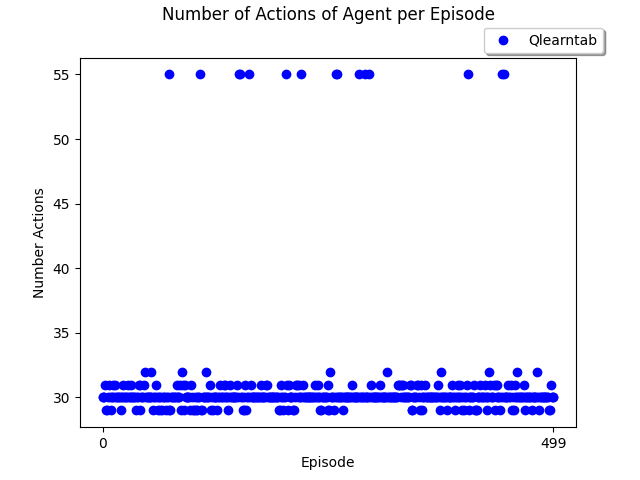 Number of Actions of Agent per Episode
Qlearntab
55
50
45
40
35
30
Number Actions
0
499
Episode